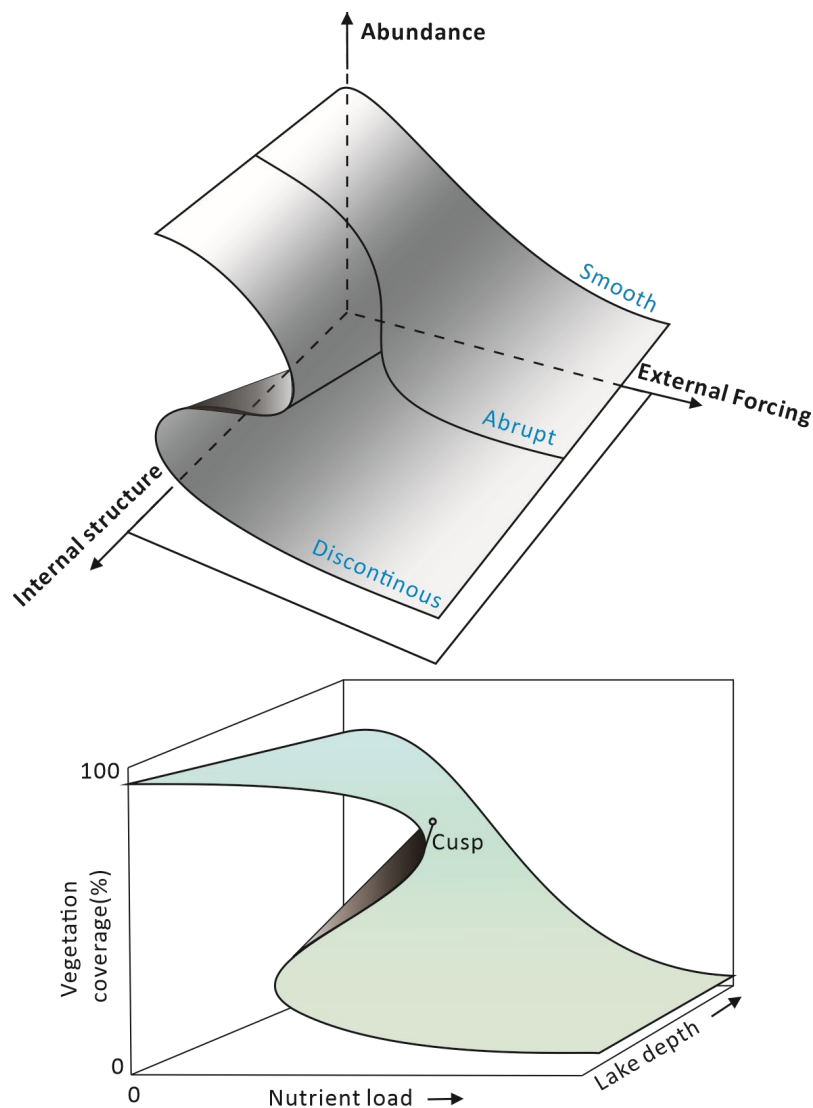 Abundance
Smooth
External Forcing
Abrupt
Internal structure
Discontinous
100
Cusp
Vegetation
coverage(%)
0
0
Nutrient load
Lake depth